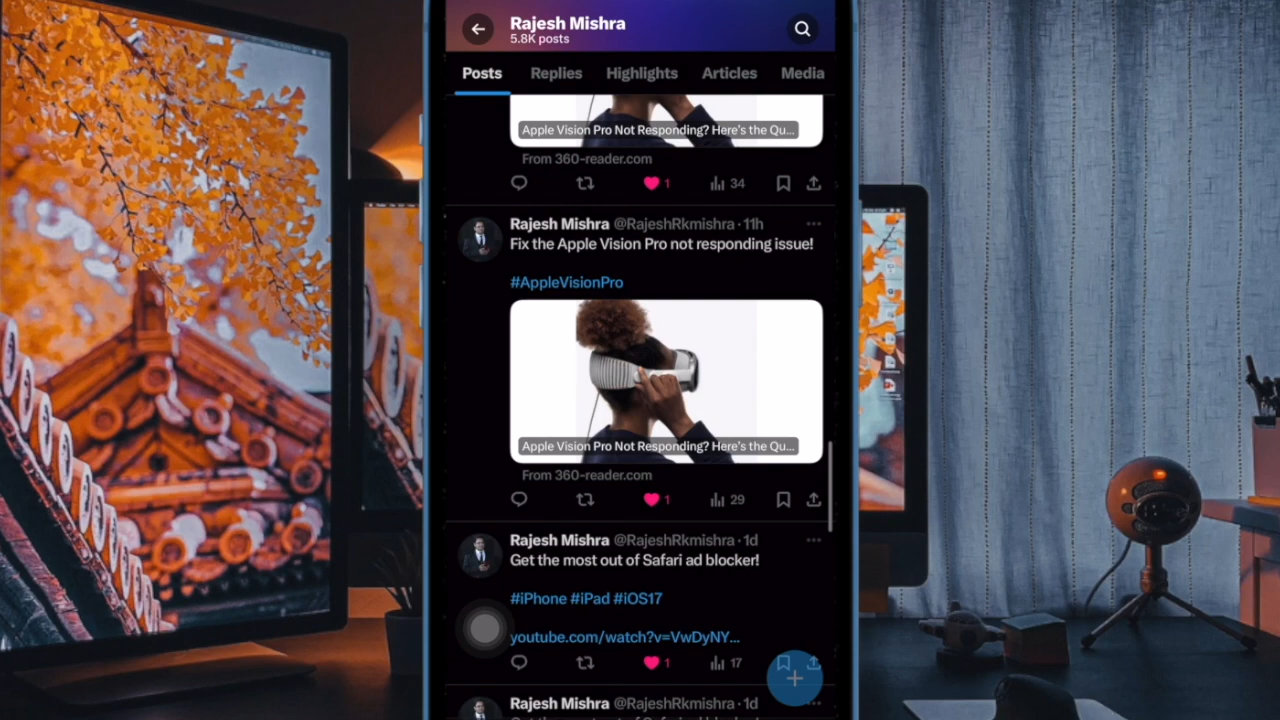 Rajesh Mishra
5.8K posts
Posts Replies Highlights Articles Media
Apple Vision Pro Not Responding? Here's the Qu...
From 360-reader.com
1 34
Rajesh Mishra @RajeshRkmishra · 11h
Fix the Apple Vision Pro not responding issue!
#AppleVisionPro
Apple Vision Pro Not Responding? Here's the Qu...
From 360-reader.com
1 29
Rajesh Mishra @RajeshRkmishra · 1d
Get the most out of Safari ad blocker!
#iPhone #iPad #iOS17
youtube.com/watch?v=VwDyNY...
1 17
Rajesh Mishra @RajeshRkmishra · 1d